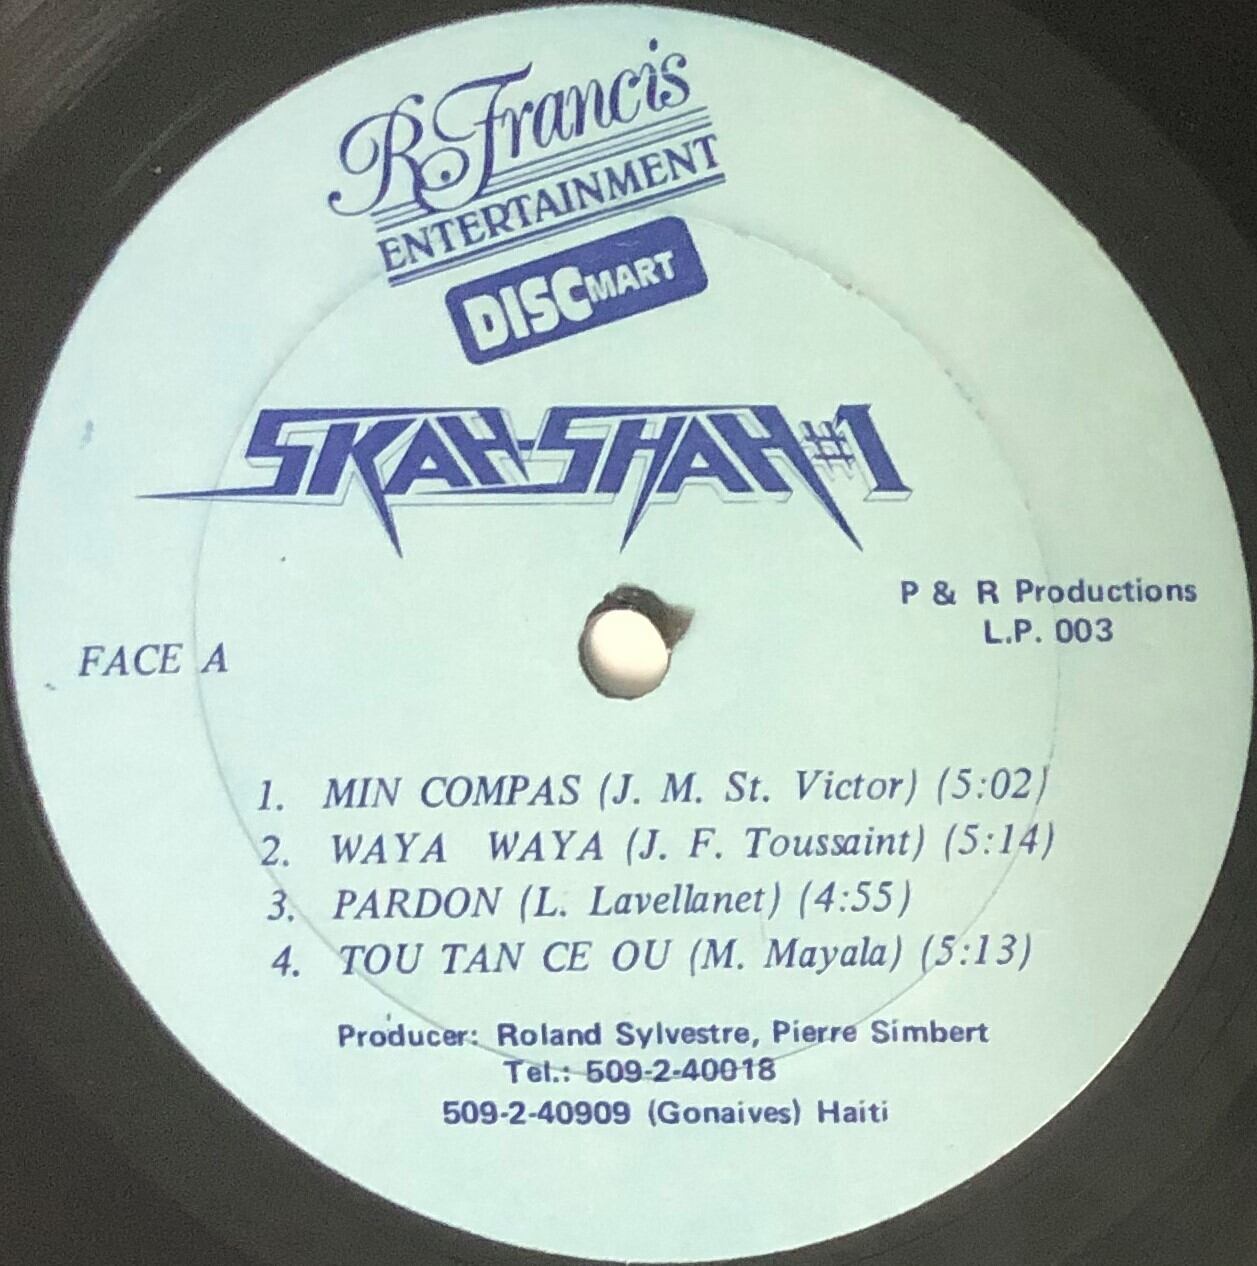 R. Francis
ENTERTAINMENT
DISCMART
SKAH-SHAH #1
P & R Productions
L.P. 003
FACE A
1. MIN COMPAS (J. M. St. Victor) (5:02)
2. WAYA WAYA (J. F. Toussaint) (5:14)
3. PARDON (L. Lavellanet) (4:55)
4. TOU TAN CE OU (M. Mayala) (5:13)
Producer: Roland Sylvestre, Pierre Simbert
Tel.: 509-2-40018
509-2-40909 (Gonaives) Haiti